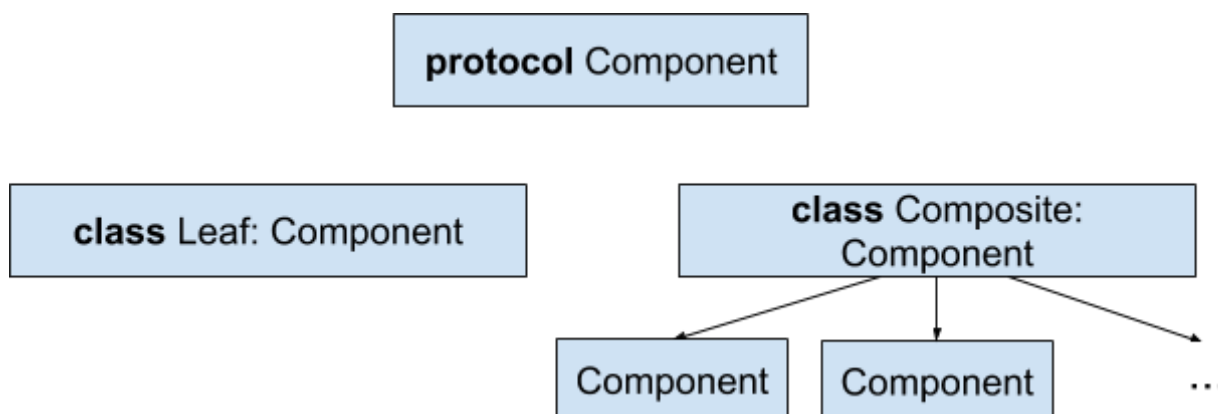 protocol Component
class Leaf: Component
class Composite:
Component
Component
Component
...